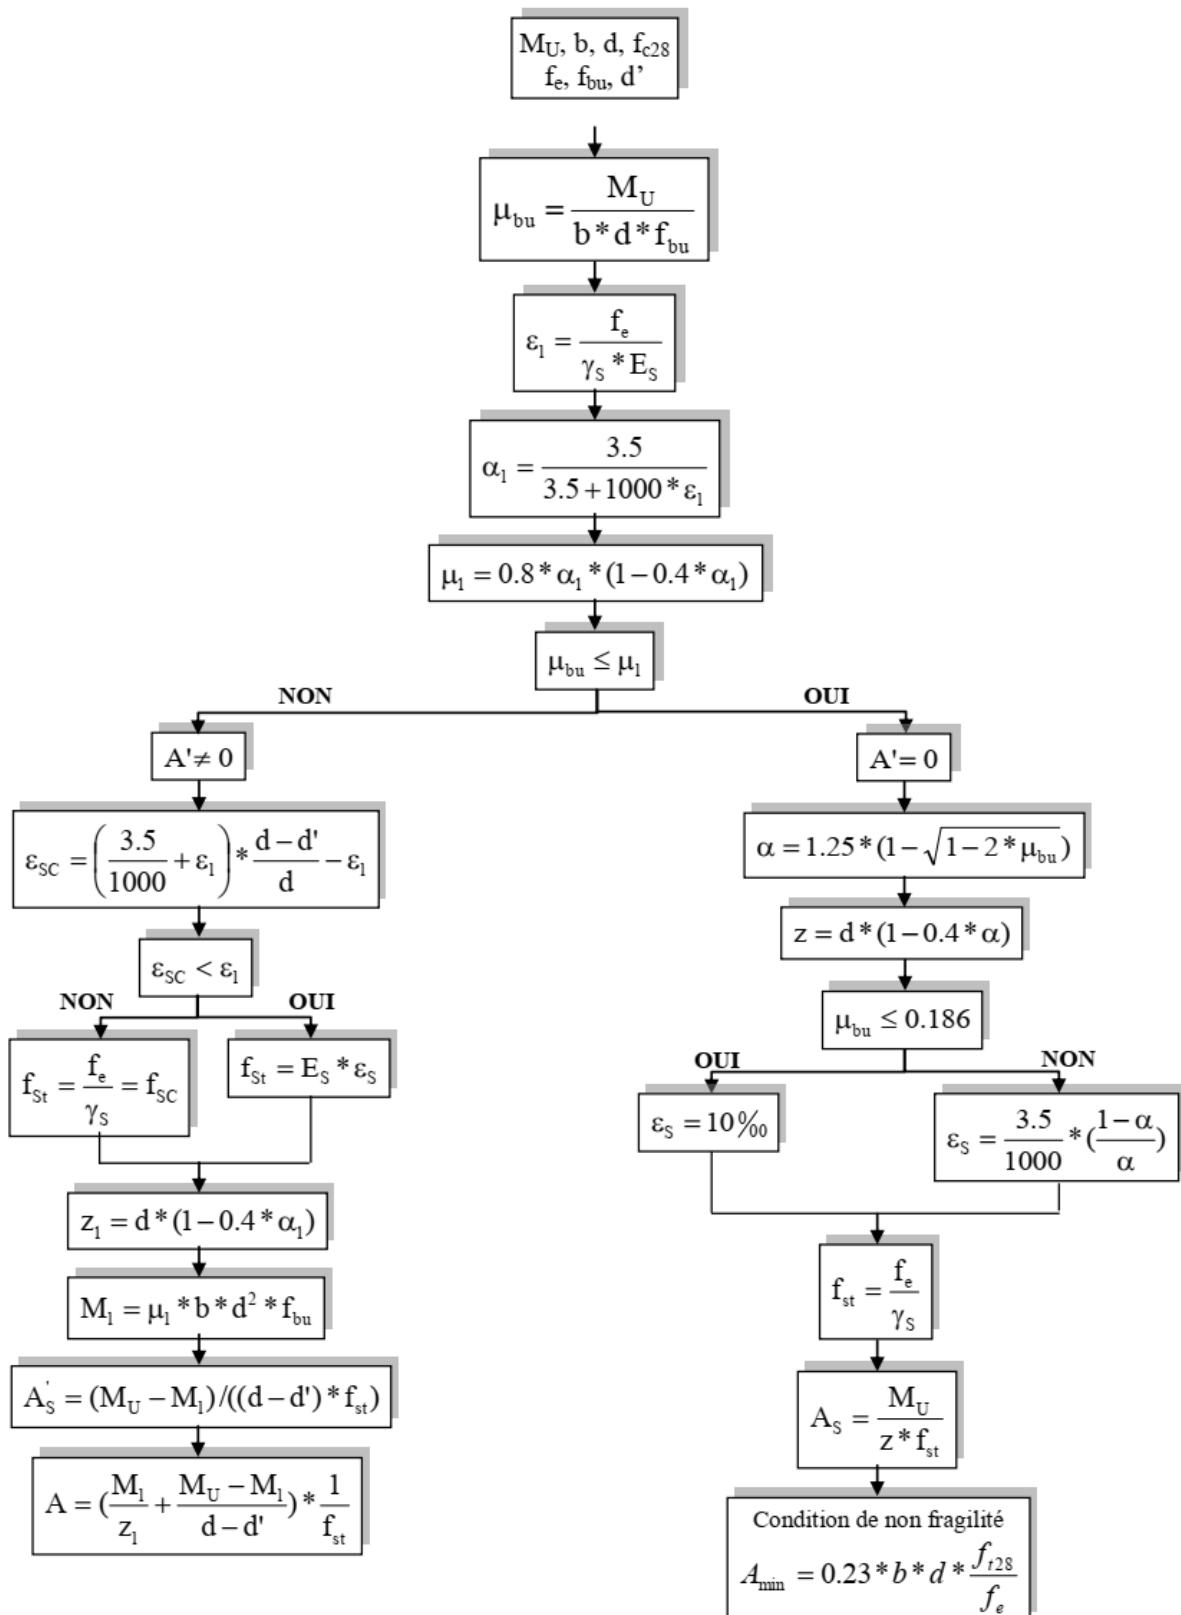 M_U, b, d, f_c28
f_e, f_bu, d’
μ_bu = M_U / (b * d * f_bu)
ε_l = f_e / (γ_S * E_S)
α_l = 3.5 / (3.5 + 1000 * ε_l)
μ_l = 0.8 * α_l * (1 − 0.4 * α_l)
μ_bu ≤ μ_l
NON
OUI
A' ≠ 0
ε_SC = (3.5/1000 + ε_l) * (d − d')/d − ε_l
ε_SC < ε_l
NON
OUI
f_St = f_e/γ_S = f_SC
f_St = E_S * ε_S
z_l = d * (1 − 0.4 * α_l)
M_l = μ_l * b * d² * f_bu
A'_S = (M_U − M_l)/((d − d') * f_st)
A = (M_l/z_l + (M_U − M_l)/(d − d')) * 1/f_st
A' = 0
α = 1.25 * (1 − √(1 − 2 * μ_bu))
z = d * (1 − 0.4 * α)
μ_bu ≤ 0.186
OUI
NON
ε_S = 10‰
ε_S = 3.5/1000 * ((1 − α)/α)
f_st = f_e/γ_S
A_S = M_U / (z * f_st)
Condition de non fragilité
A_min = 0.23 * b * d * f_t28/f_e